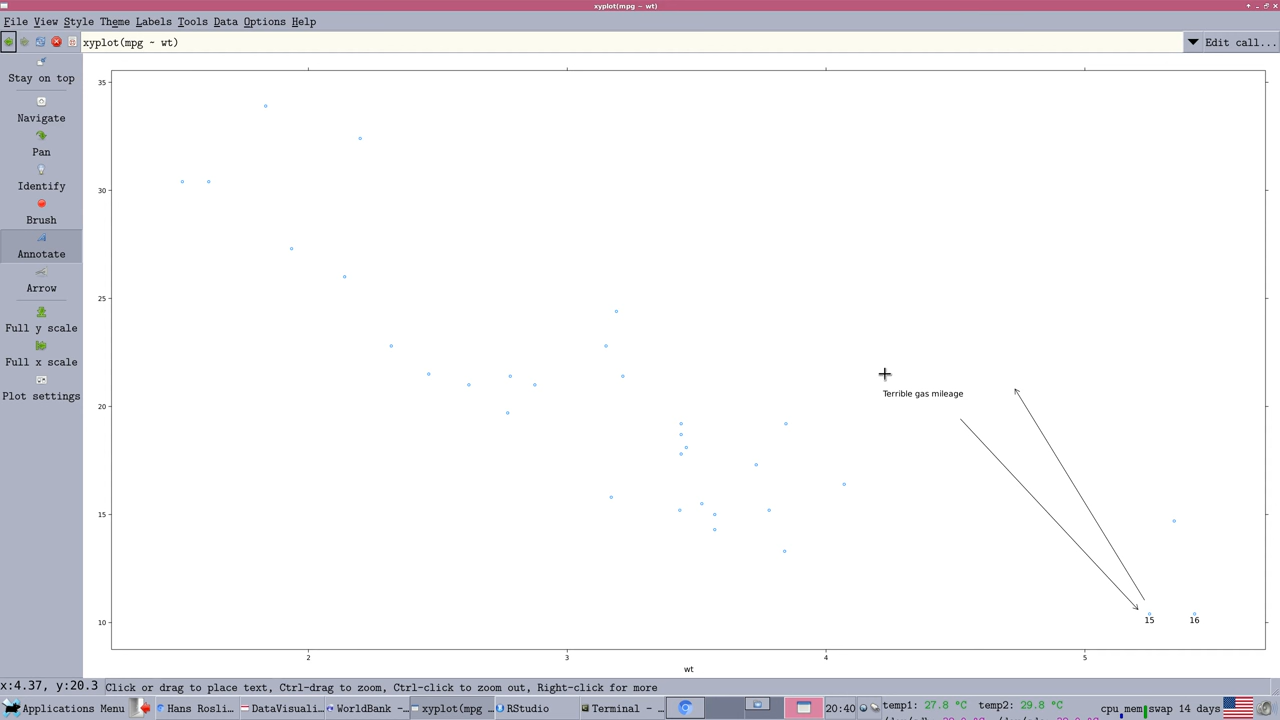 xyplot(mpg ~ wt)
File View Style Theme Labels Tools Data Options Help
xyplot(mpg ~ wt)
Edit call...
Stay on top
Navigate
Pan
Identify
Brush
Annotate
Arrow
Full y scale
Full x scale
Plot settings
35
30
25
20
15
10
Terrible gas mileage
15 16
2 3 4 5
wt
x:4.37, y:20.3 Click or drag to place text, Ctrl-drag to zoom, Ctrl-click to zoom out, Right-click for more
Applications Menu Hans Rosli... DataVisuali... WorldBank -... xyplot(mpg ... RStudio Terminal - ... 20:40 temp1: 27.8 °C temp2: 29.8 °C cpu mem swap 14 days